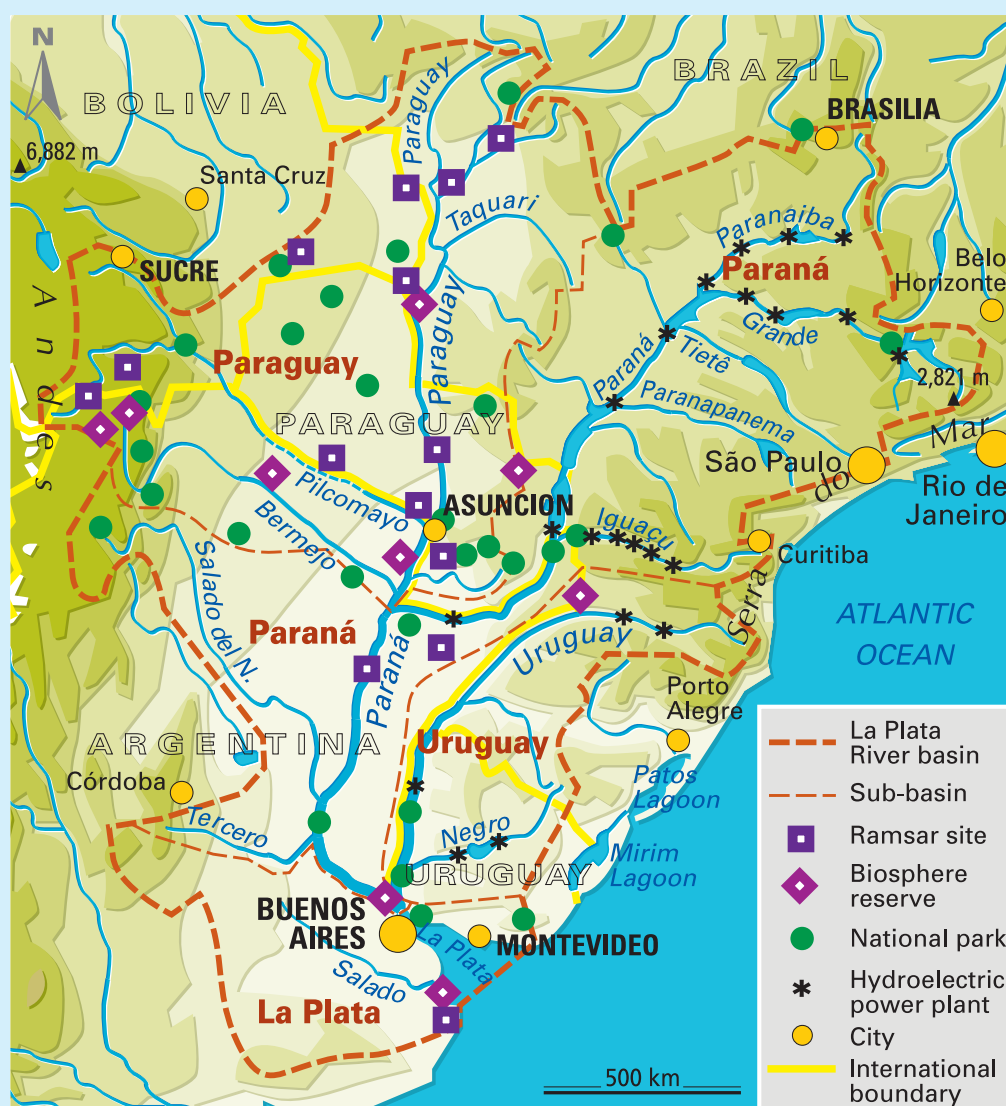 N
BOLIVIA
BRAZIL
BRASILIA
6,882 m
Santa Cruz
Paraguay
Taquari
Paranaiba
Paraná
SUCRE
Belo
Horizonte
Andes
Paraguay
Grande
Paraguay
Paraná
Tietê
2,821 m
Paranapanema
PARAGUAY
São Paulo
Serra do Mar
Rio de
Janeiro
Pilcomayo
ASUNCION
Bermejo
Iguaçu
Curitiba
Salado del N.
ATLANTIC
OCEAN
Paraná
Paraná
Uruguay
Porto
Alegre
ARGENTINA
Uruguay
Córdoba
Patos
Lagoon
Tercero
Negro
Mirim
Lagoon
URUGUAY
BUENOS
AIRES
La Plata
MONTEVIDEO
Salado
La Plata
500 km
La Plata
River basin
Sub-basin
Ramsar site
Biosphere
reserve
National park
Hydroelectric
power plant
City
International
boundary